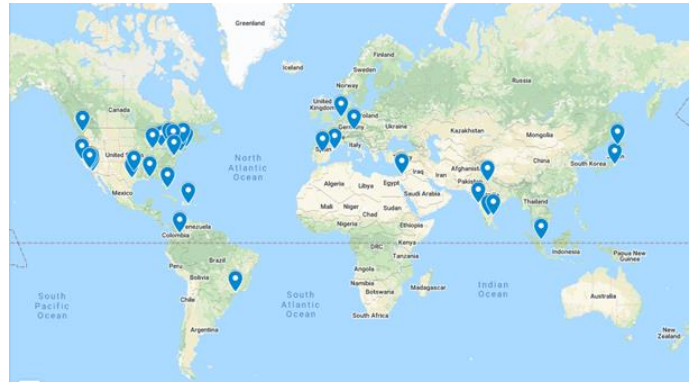 Greenland
Iceland
Finland
Sweden
Norway
Russia
Canada
United Kingdom
Poland
Germany
Ukraine
Kazakhstan
Mongolia
Spain
Italy
United
North Atlantic Ocean
Afghanistan
China
South Korea
Iraq
Iran
Pakistan
Mexico
Algeria
Libya
Egypt
Saudi Arabia
Thailand
Mali
Niger
Sudan
Chad
Nigeria
Ethiopia
Venezuela
Colombia
DRC
Kenya
Tanzania
Indonesia
Papua New Guinea
Peru
Brazil
Bolivia
Angola
Namibia
Botswana
Madagascar
Indian Ocean
South Pacific Ocean
South Atlantic Ocean
Chile
South Africa
Australia
Argentina
New Zealand